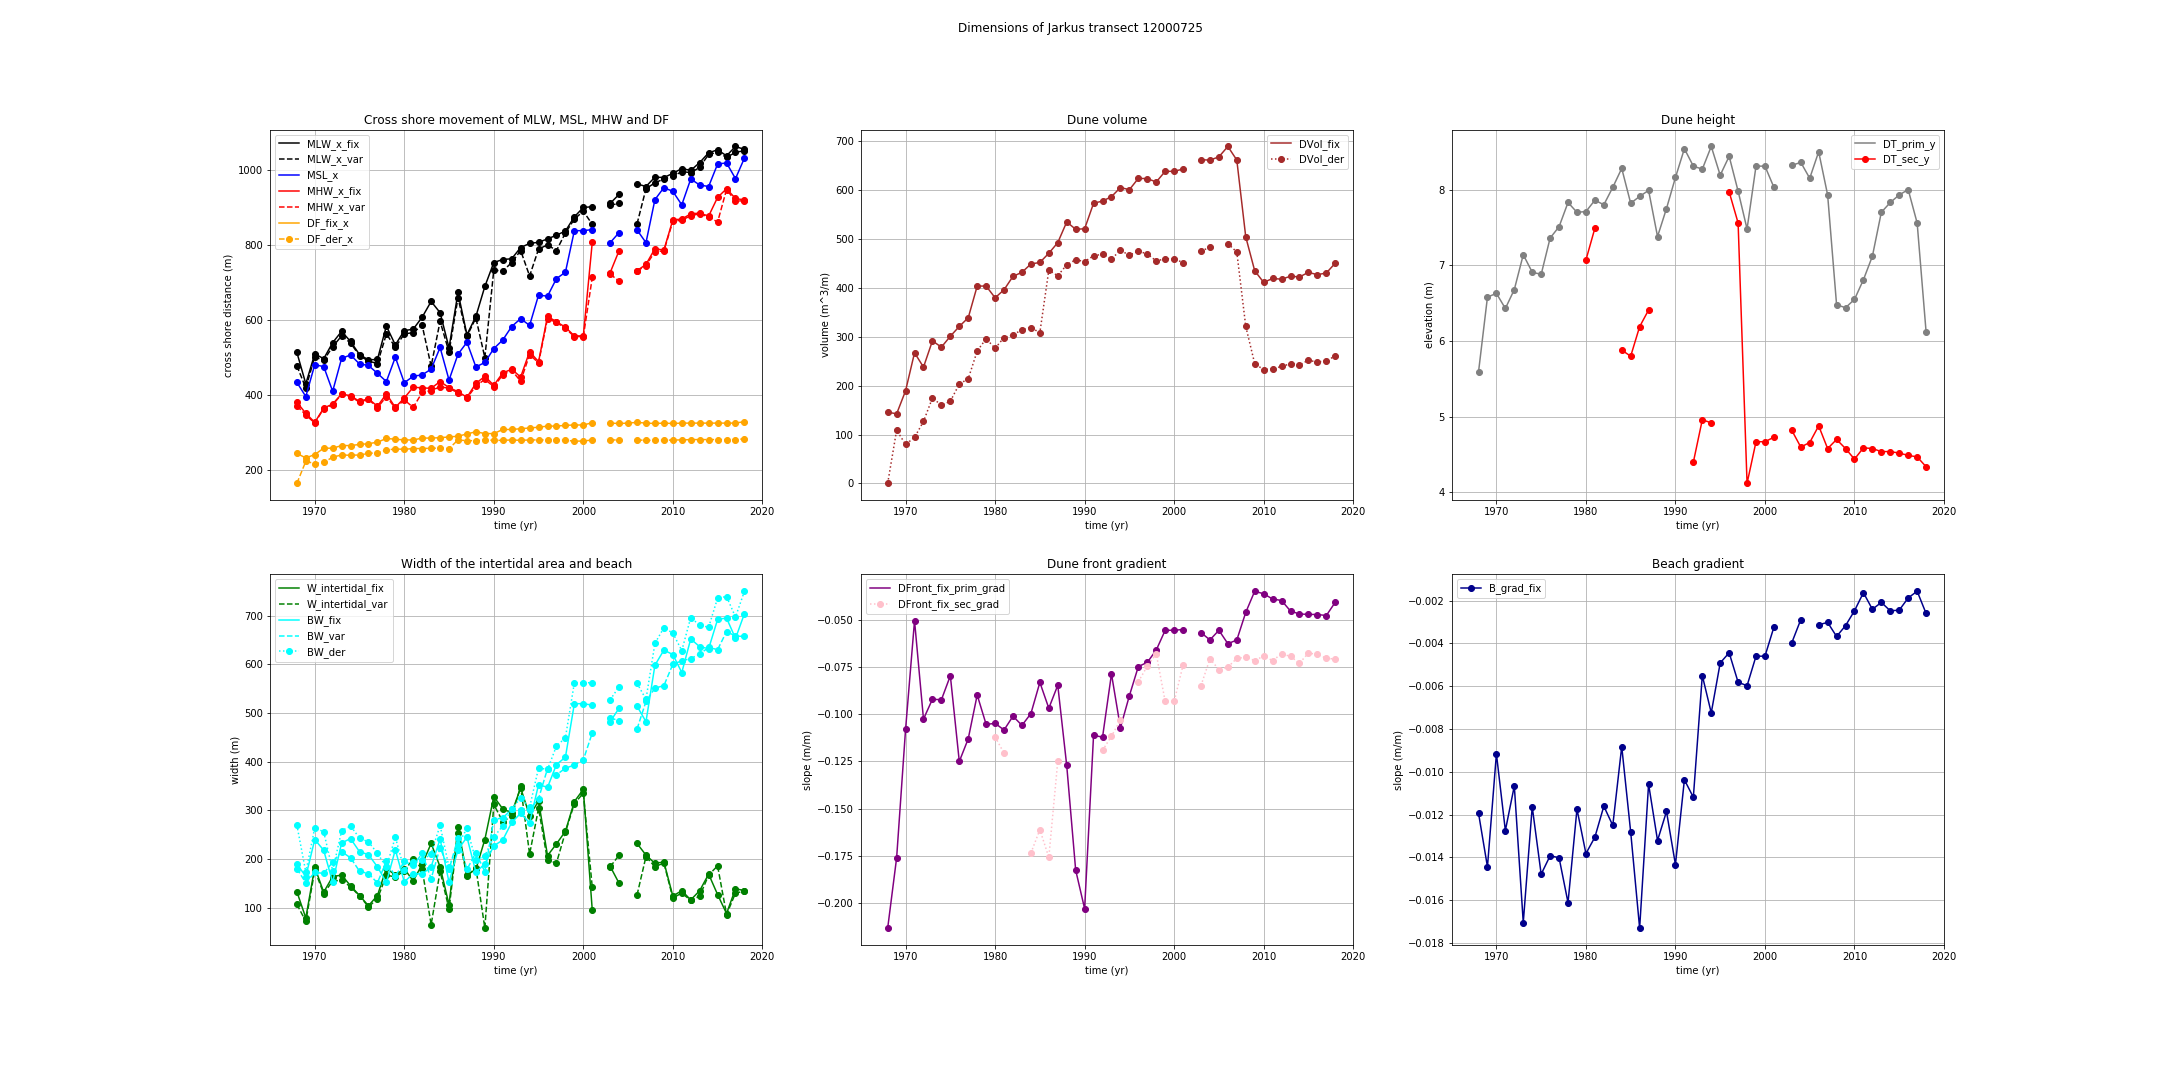 Dimensions of Jarkus transect 12000725
Cross shore movement of MLW, MSL, MHW and DF
cross shore distance (m)
1000
800
600
400
200
MLW_x_fix
MLW_x_var
MSL_x
MHW_x_fix
MHW_x_var
DF_fix_x
DF_der_x
1970 1980 1990 2000 2010 2020
time (yr)
Dune volume
volume (m^3/m)
700
600
500
400
300
200
100
0
DVol_fix
DVol_der
1970 1980 1990 2000 2010 2020
time (yr)
Dune height
elevation (m)
8
7
6
5
4
DT_prim_y
DT_sec_y
1970 1980 1990 2000 2010 2020
time (yr)
Width of the intertidal area and beach
width (m)
700
600
500
400
300
200
100
W_intertidal_fix
W_intertidal_var
BW_fix
BW_var
BW_der
1970 1980 1990 2000 2010 2020
time (yr)
Dune front gradient
slope (m/m)
−0.050
−0.075
−0.100
−0.125
−0.150
−0.175
−0.200
DFront_fix_prim_grad
DFront_fix_sec_grad
1970 1980 1990 2000 2010 2020
time (yr)
Beach gradient
slope (m/m)
−0.002
−0.004
−0.006
−0.008
−0.010
−0.012
−0.014
−0.016
−0.018
B_grad_fix
1970 1980 1990 2000 2010 2020
time (yr)